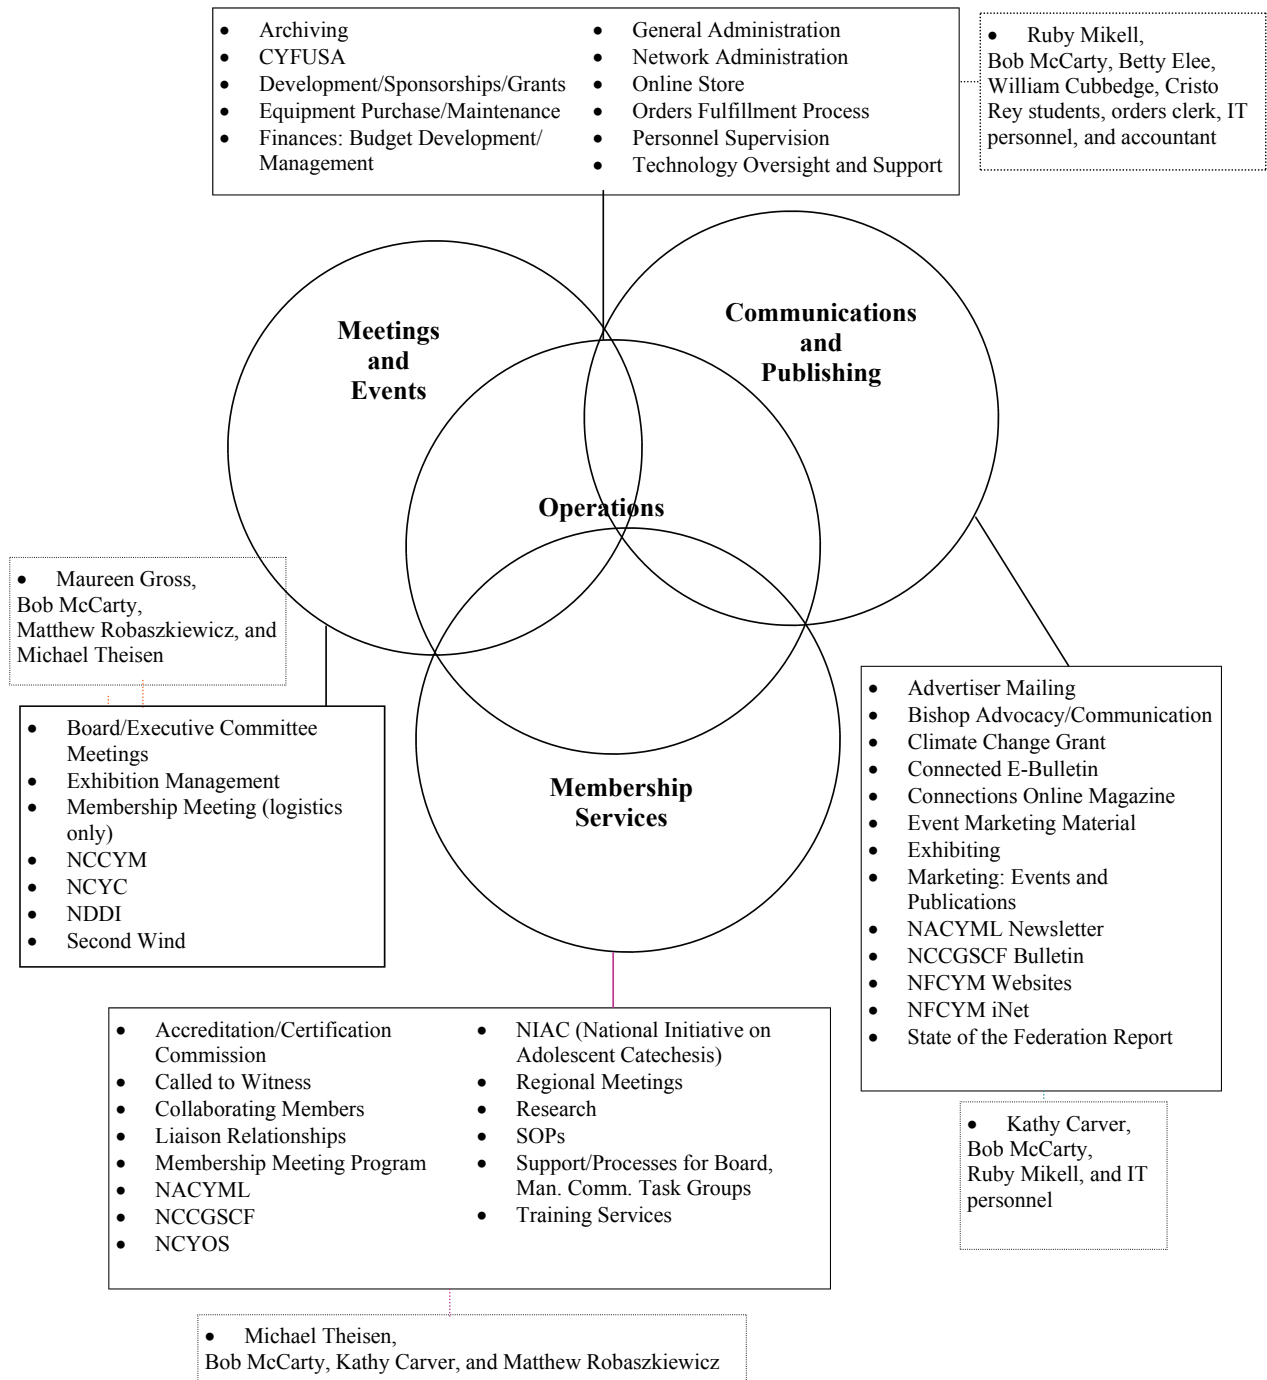 • Archiving
• CYFUSA
• Development/Sponsorships/Grants
• Equipment Purchase/Maintenance
• Finances: Budget Development/
Management
• General Administration
• Network Administration
• Online Store
• Orders Fulfillment Process
• Personnel Supervision
• Technology Oversight and Support
• Ruby Mikell,
Bob McCarty, Betty Elee,
William Cubbedge, Cristo
Rey students, orders clerk, IT
personnel, and accountant
Meetings
and
Events
Communications
and
Publishing
Operations
Membership
Services
• Maureen Gross,
Bob McCarty,
Matthew Robaszkiewicz, and
Michael Theisen
• Board/Executive Committee
Meetings
• Exhibition Management
• Membership Meeting (logistics
only)
• NCCYM
• NCYC
• NDDI
• Second Wind
• Advertiser Mailing
• Bishop Advocacy/Communication
• Climate Change Grant
• Connected E-Bulletin
• Connections Online Magazine
• Event Marketing Material
• Exhibiting
• Marketing: Events and
Publications
• NACYML Newsletter
• NCCGSCF Bulletin
• NFCYM Websites
• NFCYM iNet
• State of the Federation Report
• Kathy Carver,
Bob McCarty,
Ruby Mikell, and IT
personnel
• Accreditation/Certification
Commission
• Called to Witness
• Collaborating Members
• Liaison Relationships
• Membership Meeting Program
• NACYML
• NCCGSCF
• NCYOS
• NIAC (National Initiative on
Adolescent Catechesis)
• Regional Meetings
• Research
• SOPs
• Support/Processes for Board,
Man. Comm. Task Groups
• Training Services
• Michael Theisen,
Bob McCarty, Kathy Carver, and Matthew Robaszkiewicz